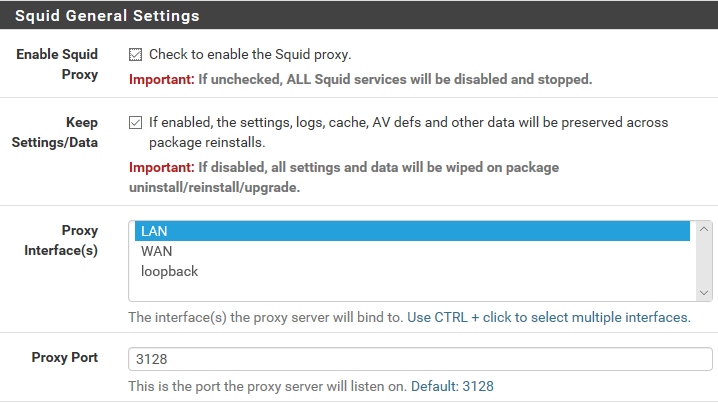 Squid General Settings
Enable Squid Proxy
Check to enable the Squid proxy.
Important: If unchecked, ALL Squid services will be disabled and stopped.
Keep Settings/Data
If enabled, the settings, logs, cache, AV defs and other data will be preserved across
package reinstalls.
Important: If disabled, all settings and data will be wiped on package
uninstall/reinstall/upgrade.
Proxy Interface(s)
LAN
WAN
loopback
The interface(s) the proxy server will bind to. Use CTRL + click to select multiple interfaces.
Proxy Port
3128
This is the port the proxy server will listen on. Default: 3128